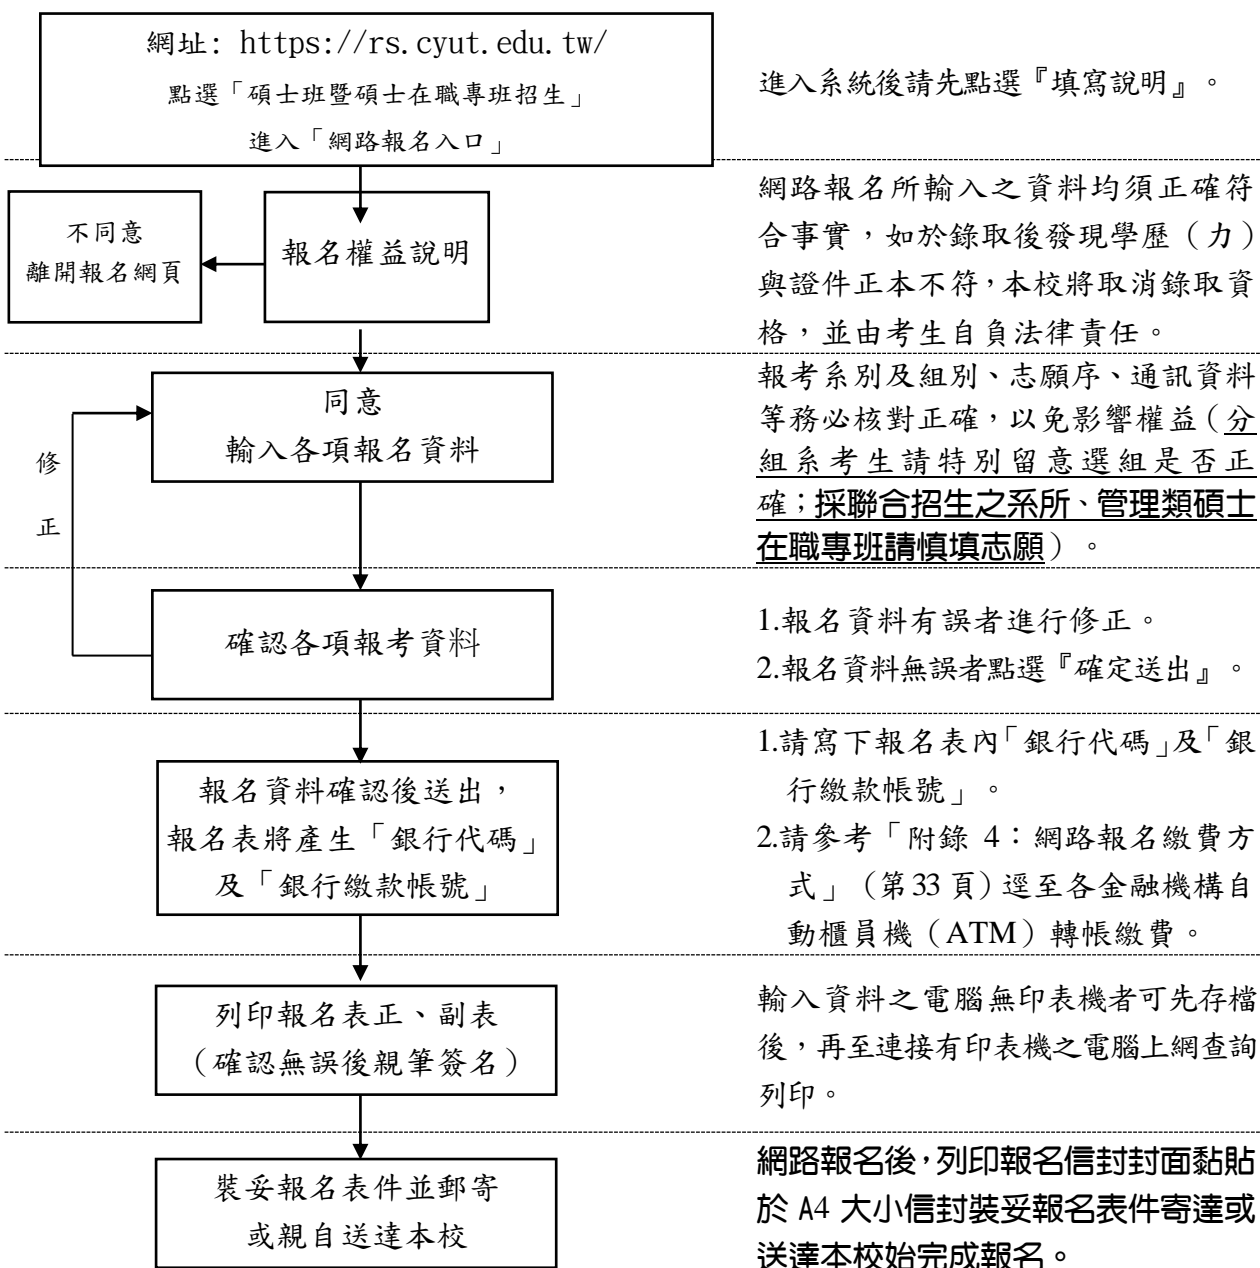 網址: https://rs.cyut.edu.tw/
點選「碩士班暨碩士在職專班招生」
進入「網路報名入口」
進入系統後請先點選『填寫說明』。
不同意
離開報名網頁
報名權益說明
網路報名所輸入之資料均須正確符
合事實，如於錄取後發現學歷（力）
與證件正本不符，本校將取消錄取資
格，並由考生自負法律責任。
修
正
同意
輸入各項報名資料
報考系別及組別、志願序、通訊資料
等務必核對正確，以免影響權益（分
組系考生請特別留意選組是否正
確；採聯合招生之系所、管理類碩士
在職專班請慎填志願）。
確認各項報考資料
1.報名資料有誤者進行修正。
2.報名資料無誤者點選『確定送出』。
報名資料確認後送出，
報名表將產生「銀行代碼」
及「銀行繳款帳號」
1.請寫下報名表內「銀行代碼」及「銀
行繳款帳號」。
2.請參考「附錄 4：網路報名繳費方
式」（第33 頁）逕至各金融機構自
動櫃員機（ATM）轉帳繳費。
列印報名表正、副表
（確認無誤後親筆簽名）
輸入資料之電腦無印表機者可先存檔
後，再至連接有印表機之電腦上網查詢
列印。
裝妥報名表件並郵寄
或親自送達本校
網路報名後，列印報名信封封面黏貼
於 A4 大小信封裝妥報名表件寄達或
送達本校始完成報名。